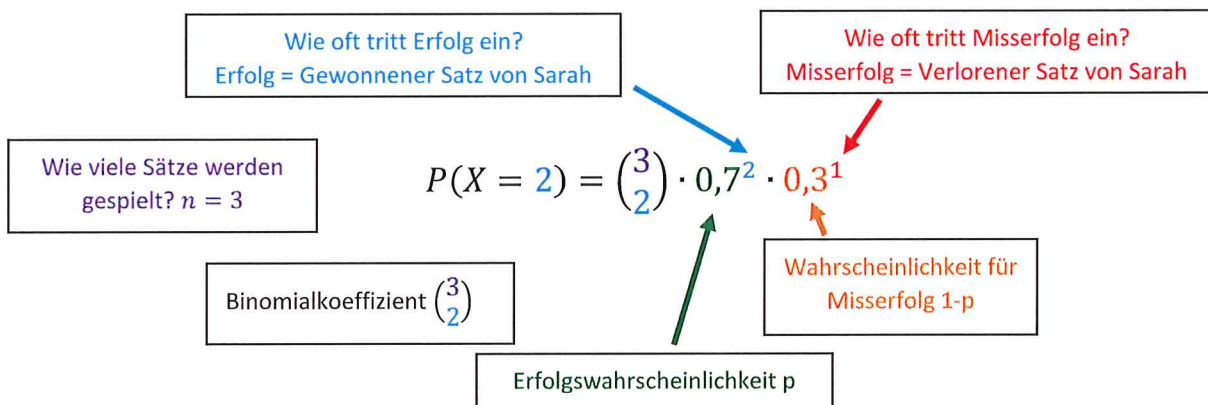 Wie oft tritt Erfolg ein?
Erfolg = Gewonnener Satz von Sarah
Wie oft tritt Misserfolg ein?
Misserfolg = Verlorener Satz von Sarah
Wie viele Sätze werden
gespielt? n = 3
P(X = 2) = (3 2) · 0,7² · 0,3¹
Binomialkoeffizient (3 2)
Wahrscheinlichkeit für
Misserfolg 1-p
Erfolgswahrscheinlichkeit p